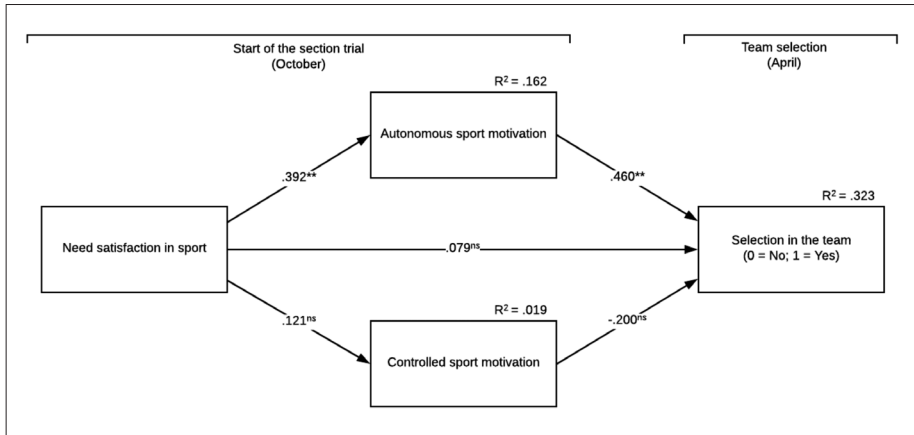 Start of the section trial
(October)
Team selection
(April)
R² = .162
Autonomous sport motivation
.392**
.460**
R² = .323
Need satisfaction in sport
.079ⁿˢ
Selection in the team
(0 = No; 1 = Yes)
.121ⁿˢ
R² = .019
-.200ⁿˢ
Controlled sport motivation